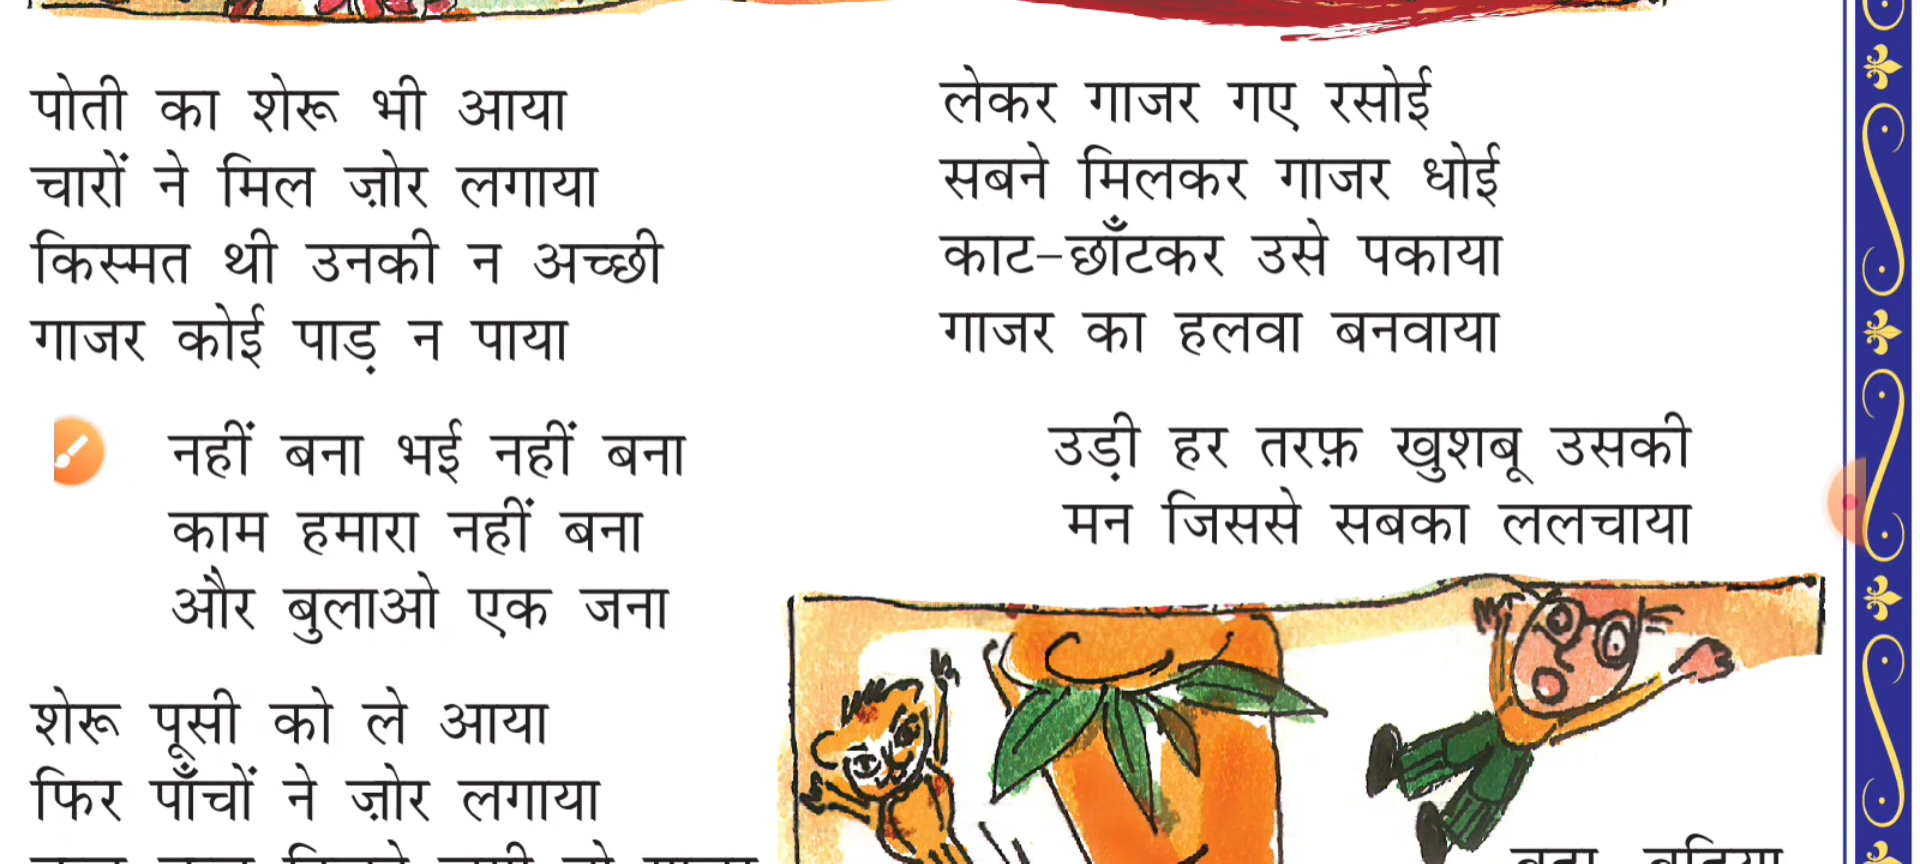 पोती का शेरू भी आया
चारों ने मिल ज़ोर लगाया
किस्मत थी उनकी न अच्छी
गाजर कोई पाड़ न पाया
नहीं बना भई नहीं बना
काम हमारा नहीं बना
और बुलाओ एक जना
शेरू पूसी को ले आया
फिर पाँचों ने ज़ोर लगाया
लेकर गाजर गए रसोई
सबने मिलकर गाजर धोई
काट-छाँटकर उसे पकाया
गाजर का हलवा बनवाया
उड़ी हर तरफ़ खुशबू उसकी
मन जिससे सबका ललचाया